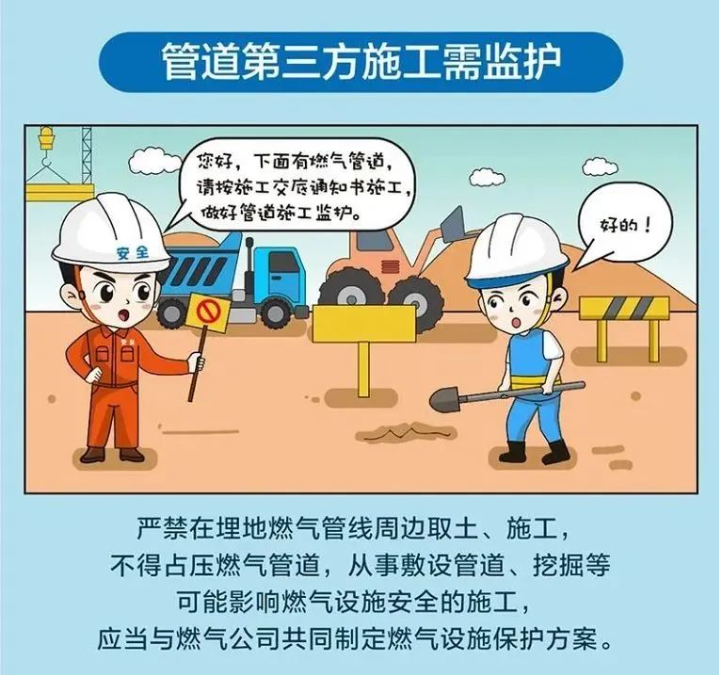 管道第三方施工需监护
您好，下面有燃气管道，
请按施工交底通知书施工，
做好管道施工监护。
好的！
安全
严禁在埋地燃气管线周边取土、施工，
不得占压燃气管道，从事敷设管道、挖掘等
可能影响燃气设施安全的施工，
应当与燃气公司共同制定燃气设施保护方案。